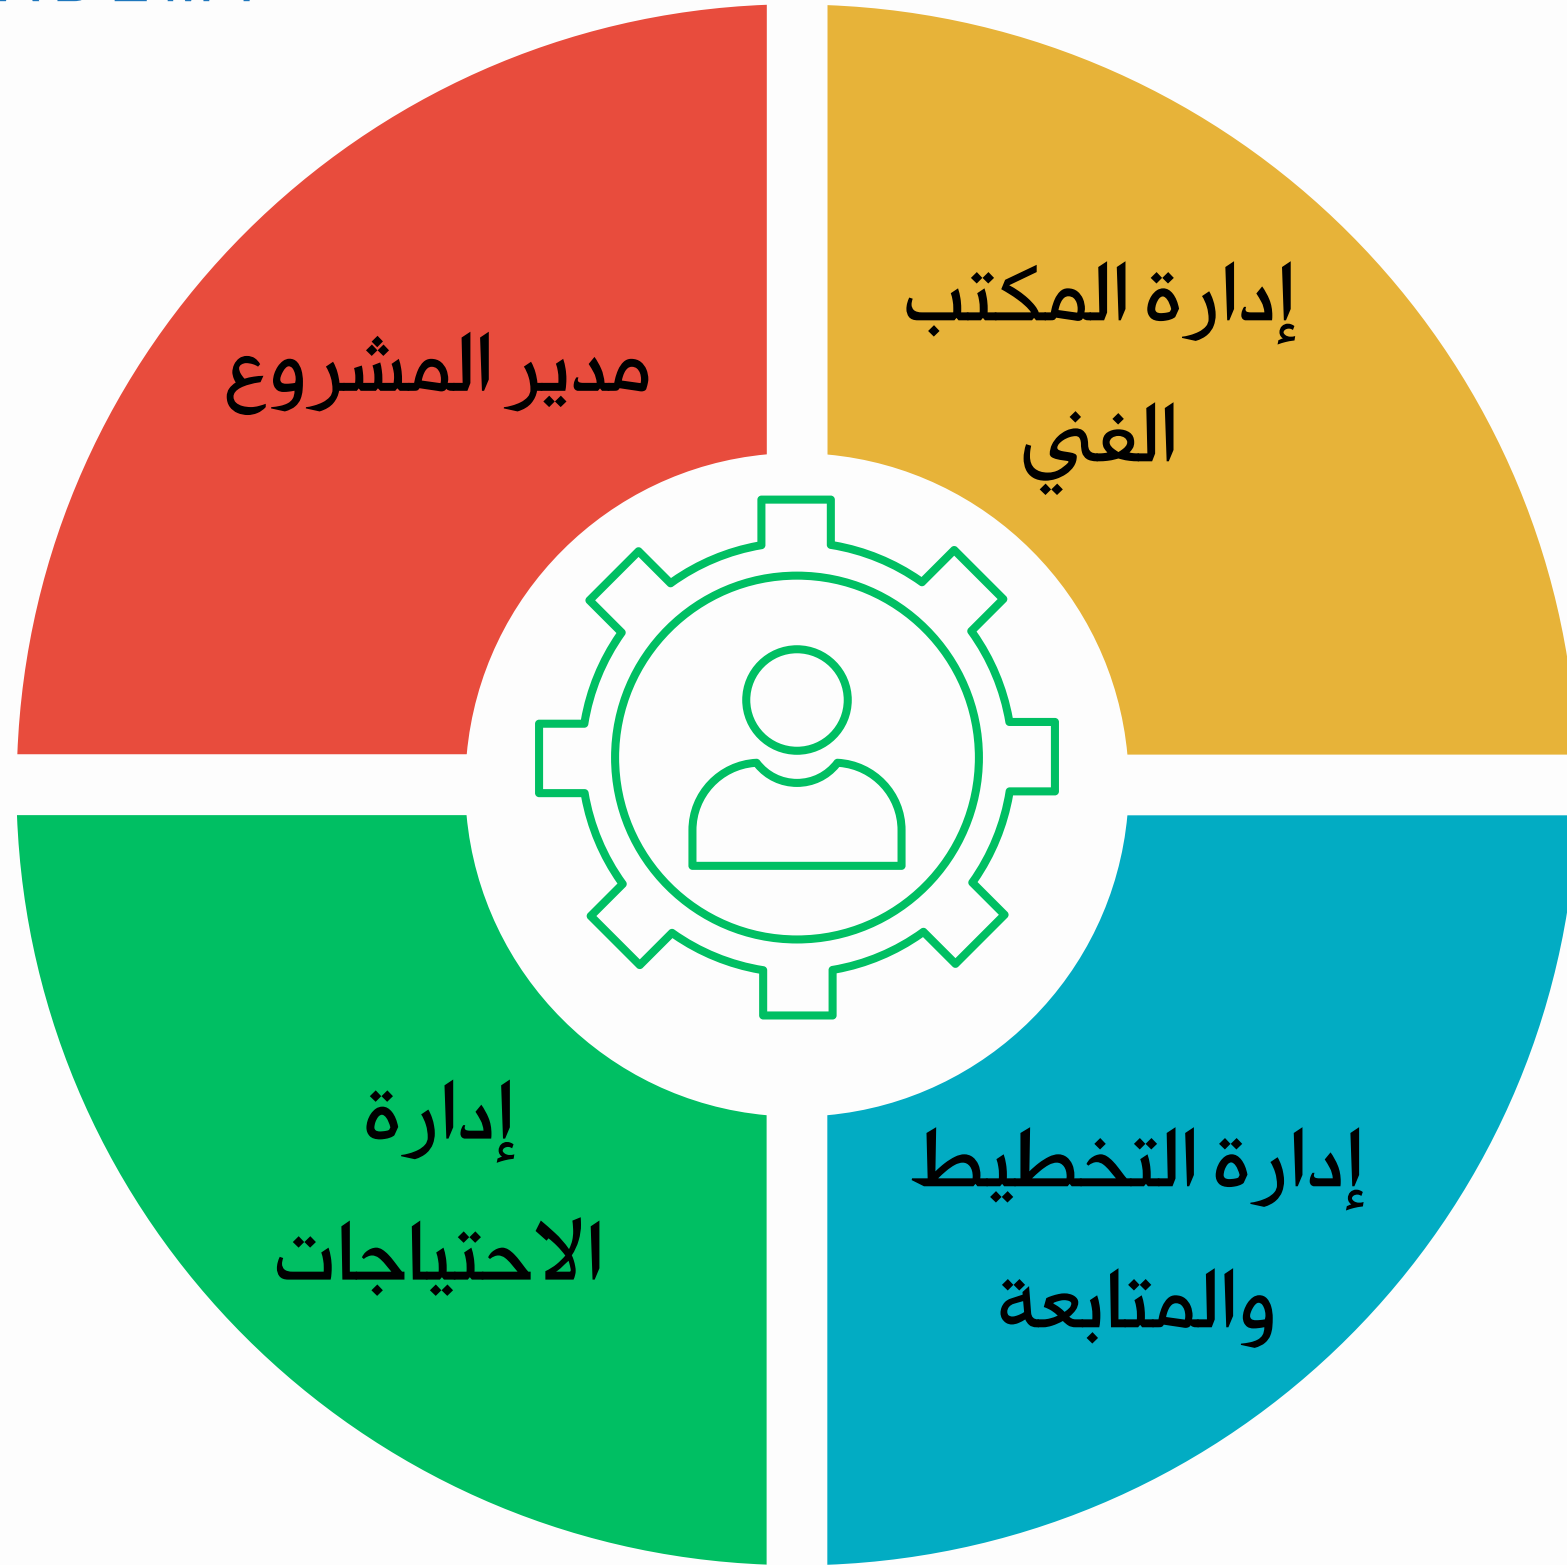 إدارة المكتب
الفني
مدير المشروع
إدارة التخطيط
والمتابعة
إدارة
الاحتياجات